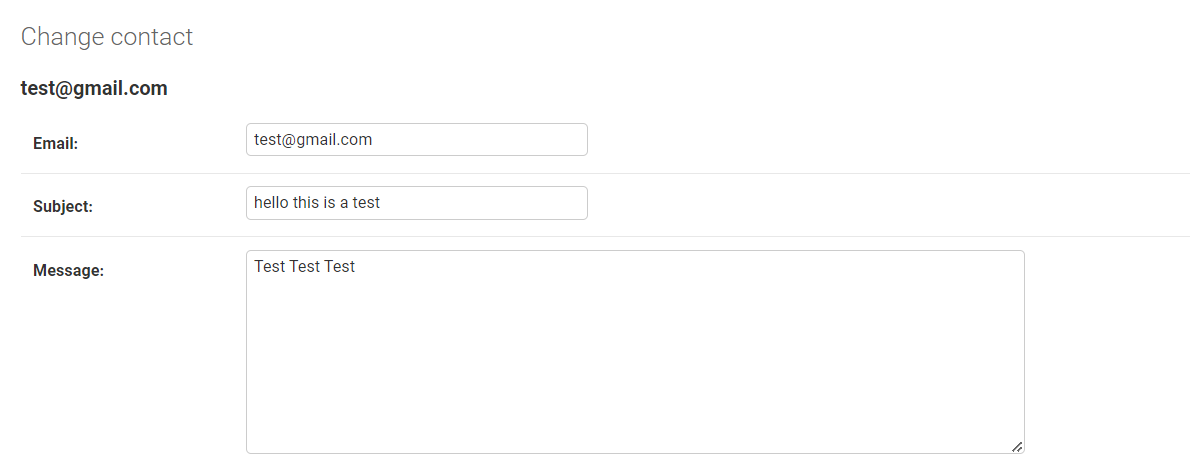 Change contact
test@gmail.com
Email: test@gmail.com
Subject: hello this is a test
Message: Test Test Test